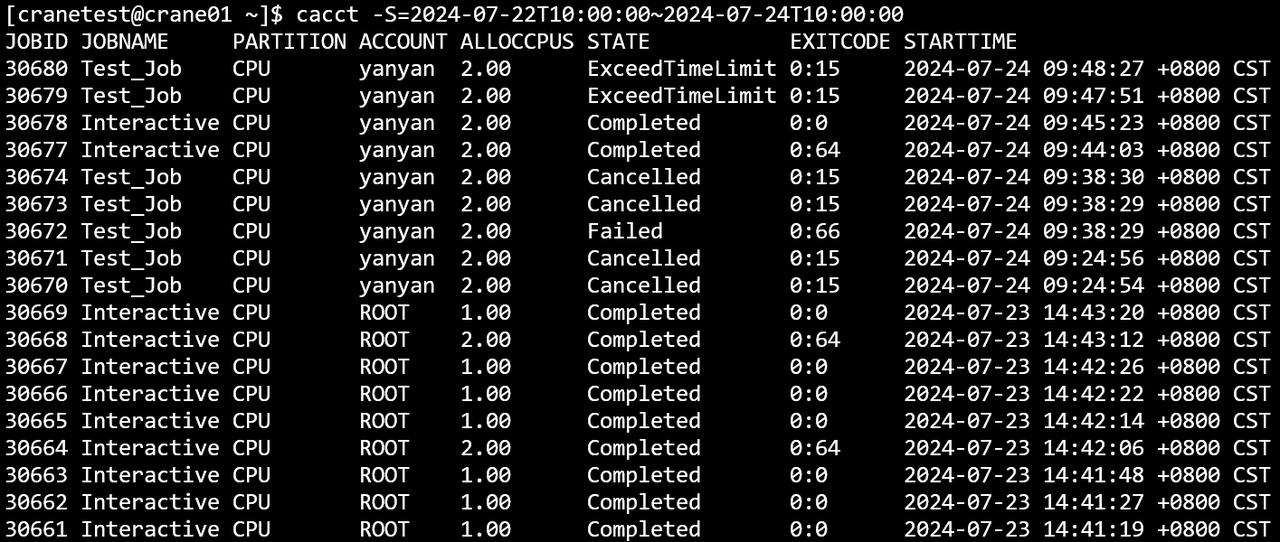 [cranetest@crane01 ~]$ cacct -S=2024-07-22T10:00:00~2024-07-24T10:00:00
JOBID JOBNAME     PARTITION ACCOUNT ALLOCCPUS STATE           EXITCODE STARTTIME
30680 Test_Job    CPU       yanyan  2.00      ExceedTimeLimit 0:15     2024-07-24 09:48:27 +0800 CST
30679 Test_Job    CPU       yanyan  2.00      ExceedTimeLimit 0:15     2024-07-24 09:47:51 +0800 CST
30678 Interactive CPU       yanyan  2.00      Completed       0:0      2024-07-24 09:45:23 +0800 CST
30677 Interactive CPU       yanyan  2.00      Completed       0:64     2024-07-24 09:44:03 +0800 CST
30674 Test_Job    CPU       yanyan  2.00      Cancelled       0:15     2024-07-24 09:38:30 +0800 CST
30673 Test_Job    CPU       yanyan  2.00      Cancelled       0:15     2024-07-24 09:38:29 +0800 CST
30672 Test_Job    CPU       yanyan  2.00      Failed          0:66     2024-07-24 09:38:29 +0800 CST
30671 Test_Job    CPU       yanyan  2.00      Cancelled       0:15     2024-07-24 09:24:56 +0800 CST
30670 Test_Job    CPU       yanyan  2.00      Cancelled       0:15     2024-07-24 09:24:54 +0800 CST
30669 Interactive CPU       ROOT    1.00      Completed       0:0      2024-07-23 14:43:20 +0800 CST
30668 Interactive CPU       ROOT    2.00      Completed       0:64     2024-07-23 14:43:12 +0800 CST
30667 Interactive CPU       ROOT    1.00      Completed       0:0      2024-07-23 14:42:26 +0800 CST
30666 Interactive CPU       ROOT    1.00      Completed       0:0      2024-07-23 14:42:22 +0800 CST
30665 Interactive CPU       ROOT    1.00      Completed       0:0      2024-07-23 14:42:14 +0800 CST
30664 Interactive CPU       ROOT    2.00      Completed       0:64     2024-07-23 14:42:06 +0800 CST
30663 Interactive CPU       ROOT    1.00      Completed       0:0      2024-07-23 14:41:48 +0800 CST
30662 Interactive CPU       ROOT    1.00      Completed       0:0      2024-07-23 14:41:27 +0800 CST
30661 Interactive CPU       ROOT    1.00      Completed       0:0      2024-07-23 14:41:19 +0800 CST